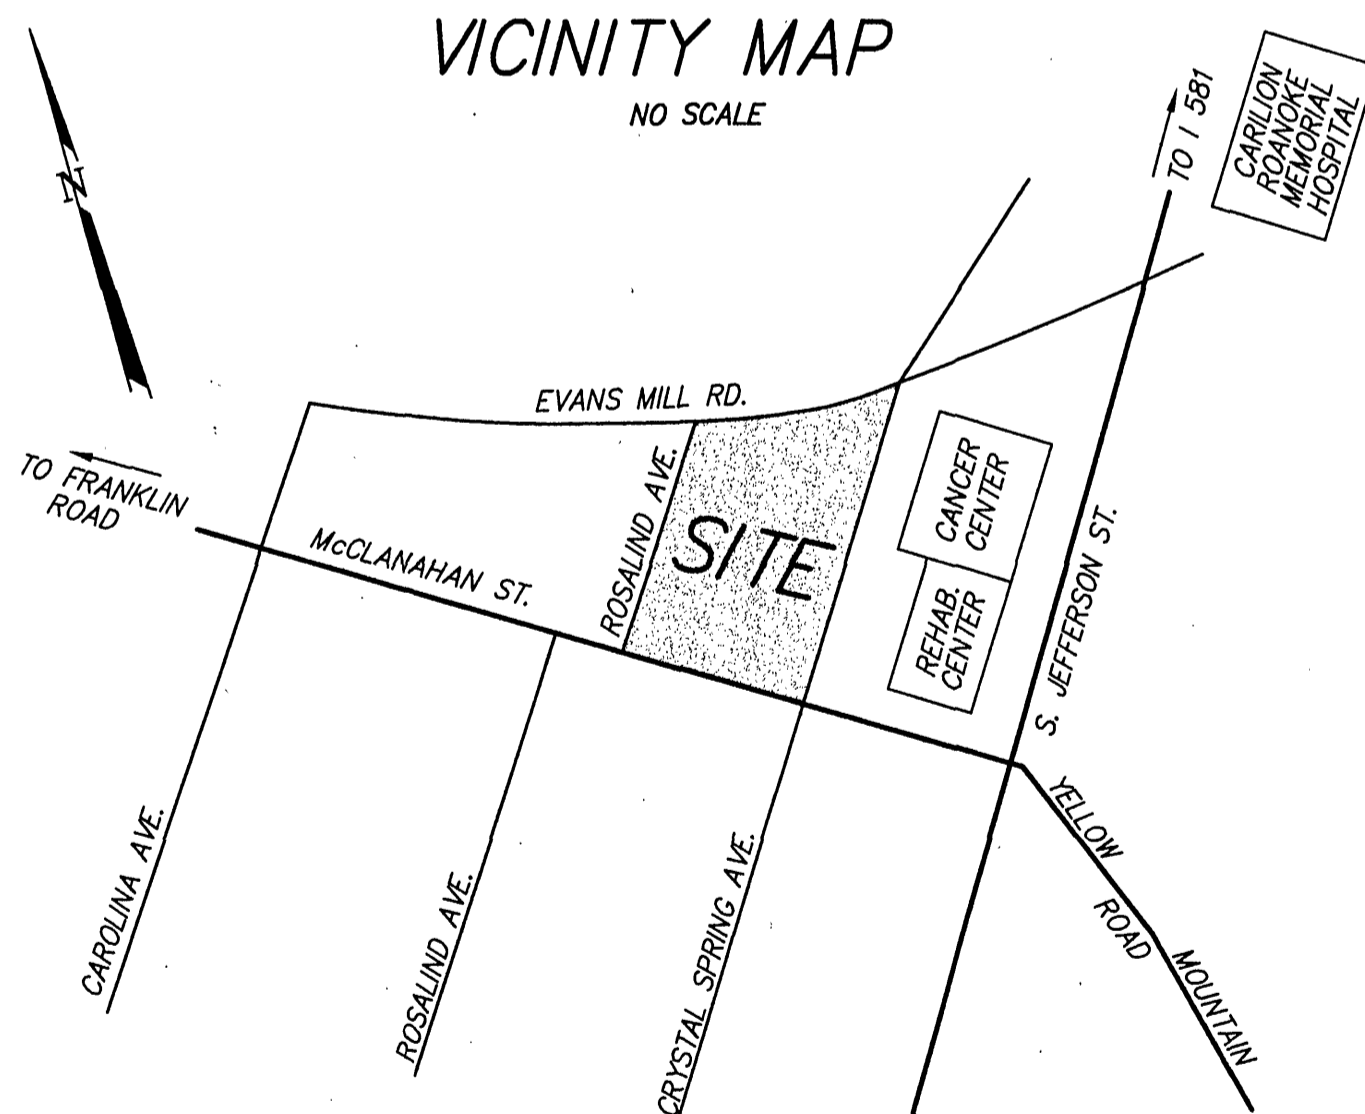 VICINITY MAP
NO SCALE
N
TO I 581
CARILION
ROANOKE
MEMORIAL
HOSPITAL
EVANS MILL RD.
TO FRANKLIN
ROAD
McCLANAHAN ST.
ROSALIND AVE.
SITE
CANCER
CENTER
REHAB.
CENTER
S. JEFFERSON ST.
CAROLINA AVE.
ROSALIND AVE.
CRYSTAL SPRING AVE.
YELLOW
ROAD
MOUNTAIN